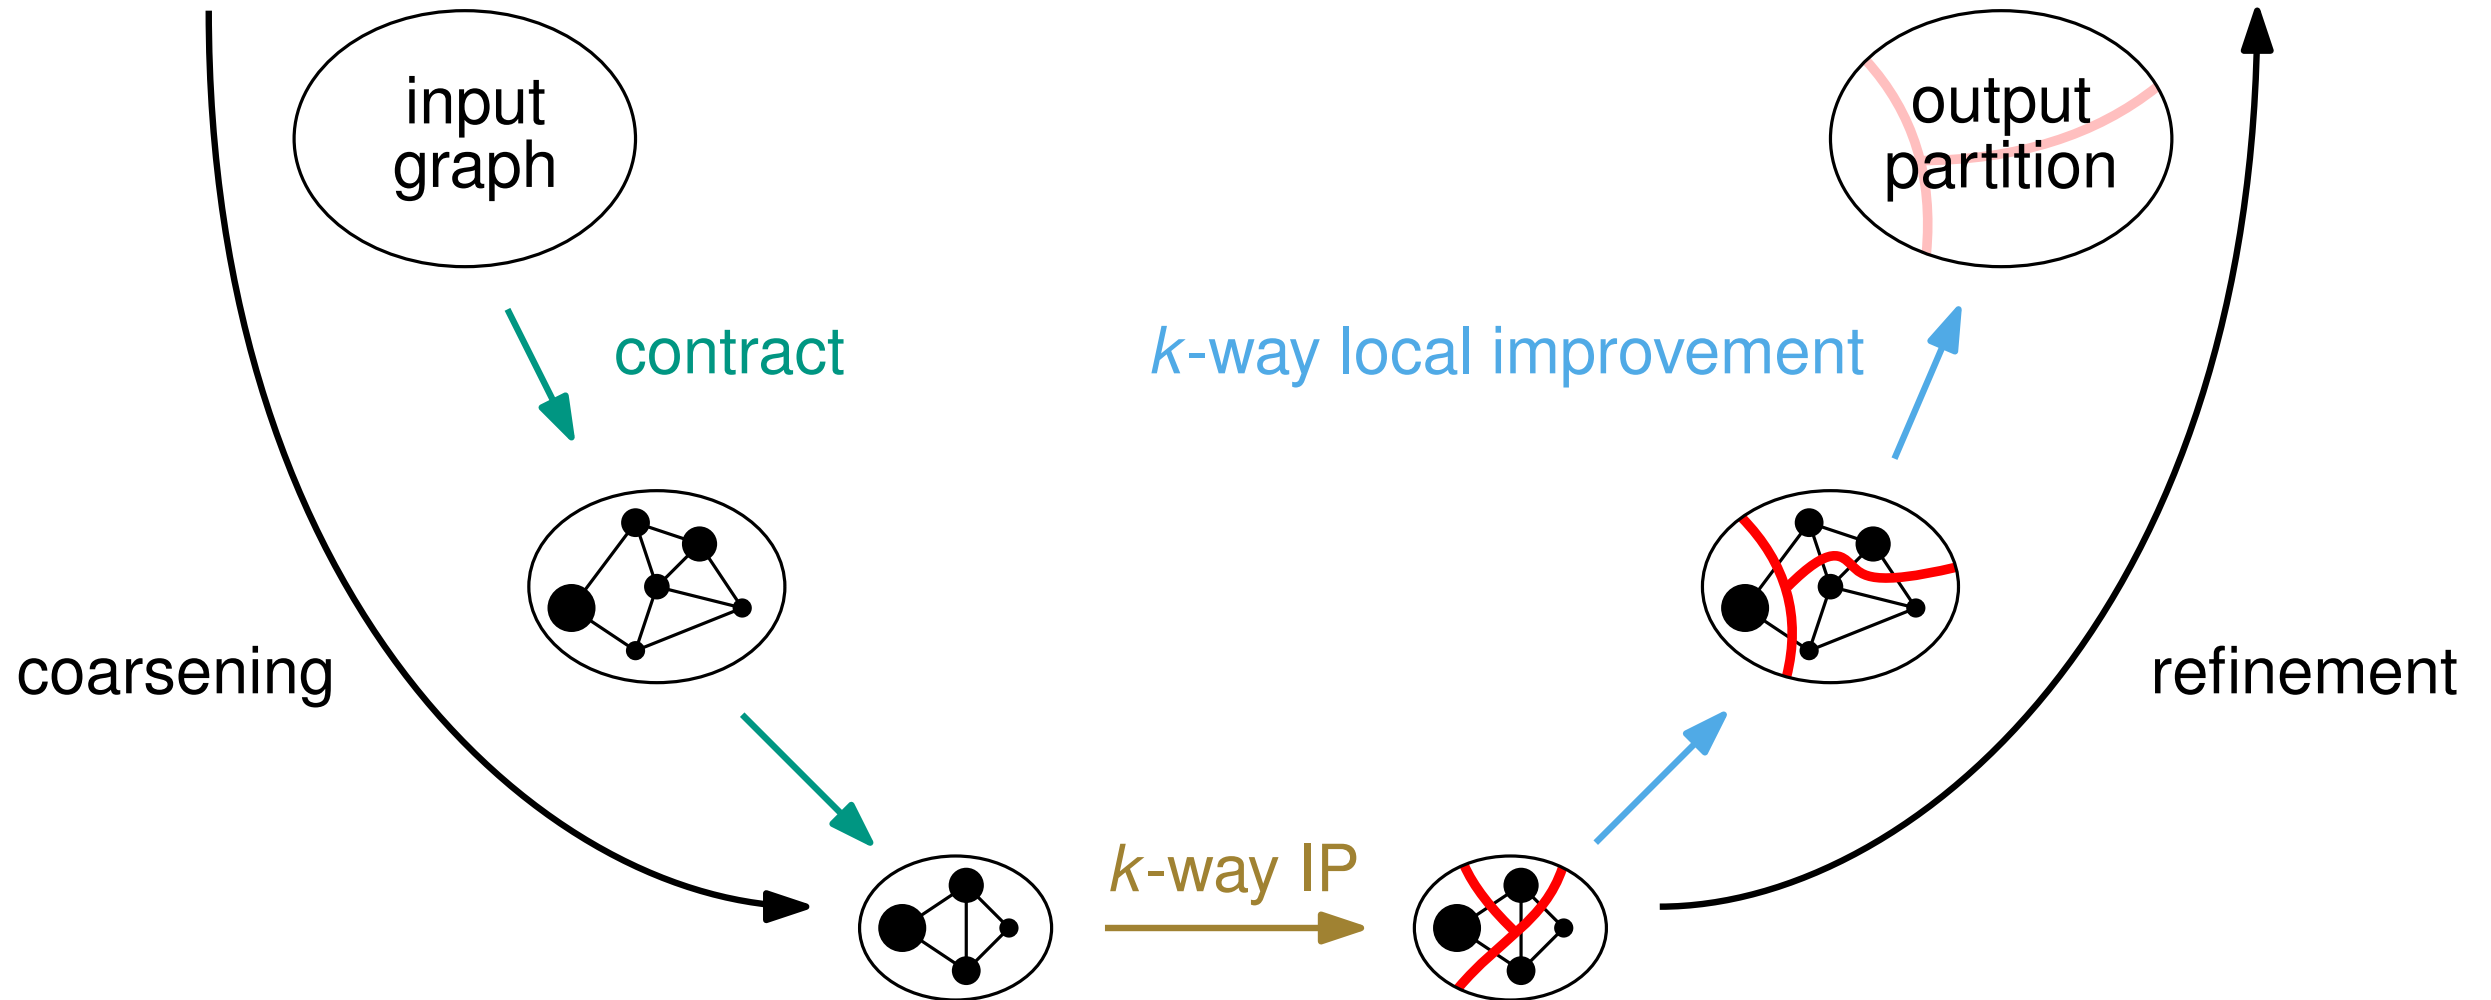 input
graph
output
partition
contract
k-way local improvement
coarsening
refinement
k-way IP